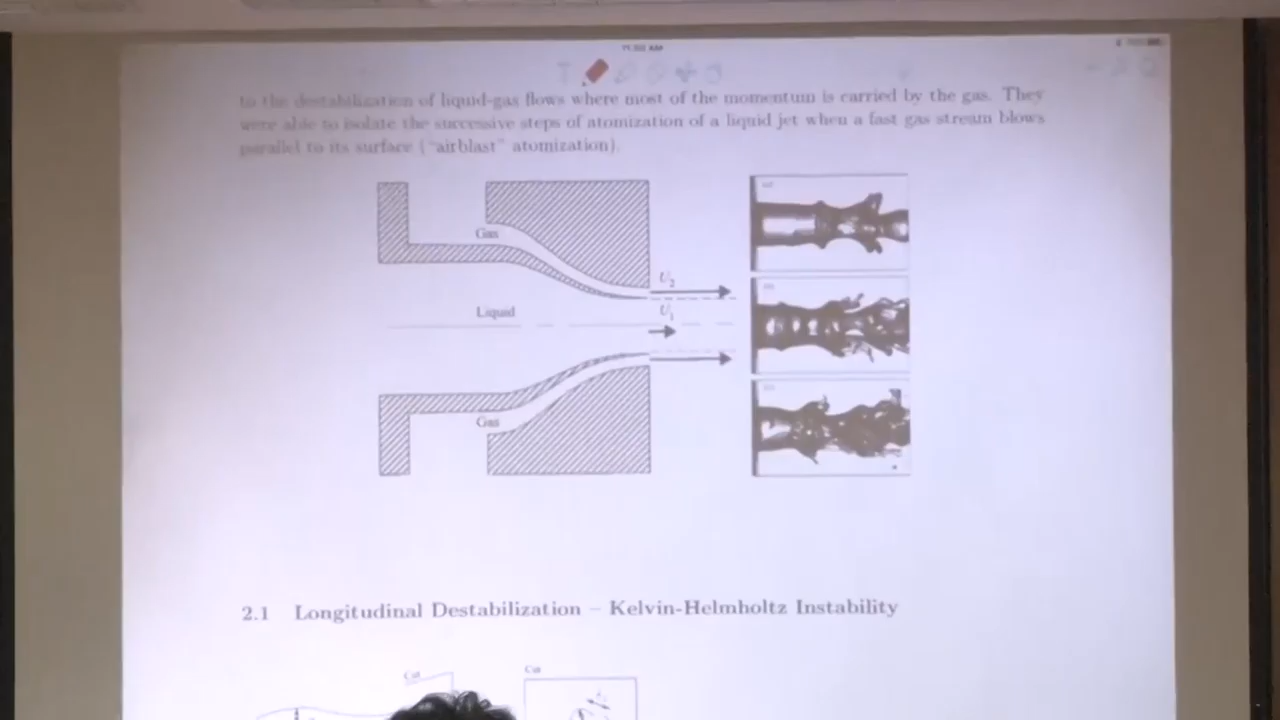 to the destabilization of liquid-gas flows where most of the momentum is carried by the gas. They
were able to isolate the successive steps of atomization of a liquid jet when a fast gas stream blows
parallel to its surface ("airblast" atomization).
Gas
U₂
Liquid
U₁
Gas
2.1 Longitudinal Destabilization – Kelvin-Helmholtz Instability
Cut
Cut